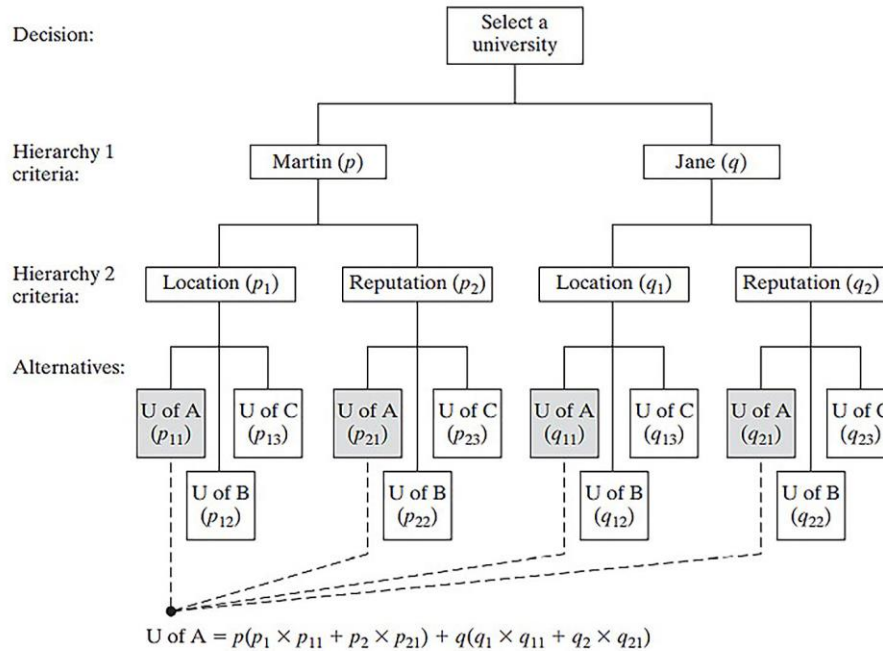 Decision:
Select a
university
Hierarchy 1
criteria:
Martin (p)
Jane (q)
Hierarchy 2
criteria:
Location (p₁)
Reputation (p₂)
Location (q₁)
Reputation (q₂)
Alternatives:
U of A
(p₁₁)
U of C
(p₁₃)
U of A
(p₂₁)
U of C
(p₂₃)
U of A
(q₁₁)
U of C
(q₁₃)
U of A
(q₂₁)
U of C
(q₂₃)
U of B
(p₁₂)
U of B
(p₂₂)
U of B
(q₁₂)
U of B
(q₂₂)
U of A = p(p₁ × p₁₁ + p₂ × p₂₁) + q(q₁ × q₁₁ + q₂ × q₂₁)